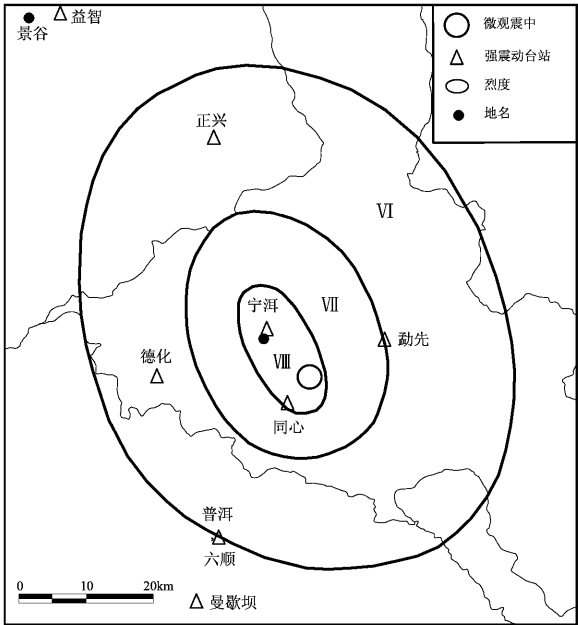 益智
景谷
微观震中
强震动台站
烈度
地名
正兴
Ⅵ
宁洱
Ⅶ
勐先
德化
Ⅷ
同心
普洱
六顺
0 10 20km
曼歇坝